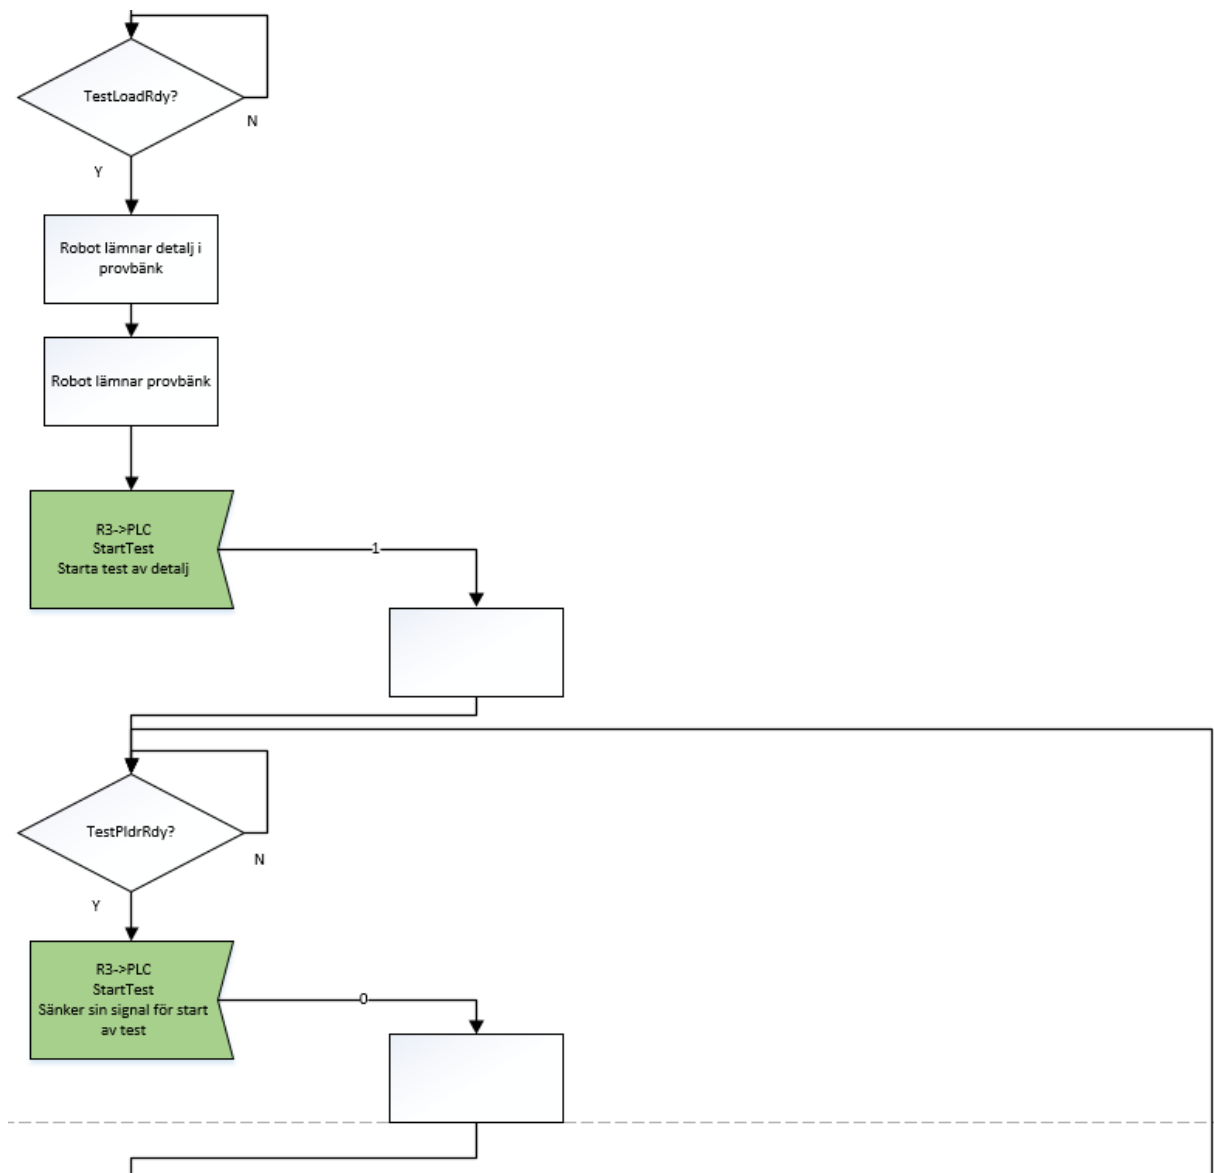 TestLoadRdy?
N
Y
Robot lämnar detalj i
provbänk
Robot lämnar provbänk
R3->PLC
StartTest
Starta test av detalj
1
TestPldrRdy?
N
Y
R3->PLC
StartTest
Sänker sin signal för start
av test
0